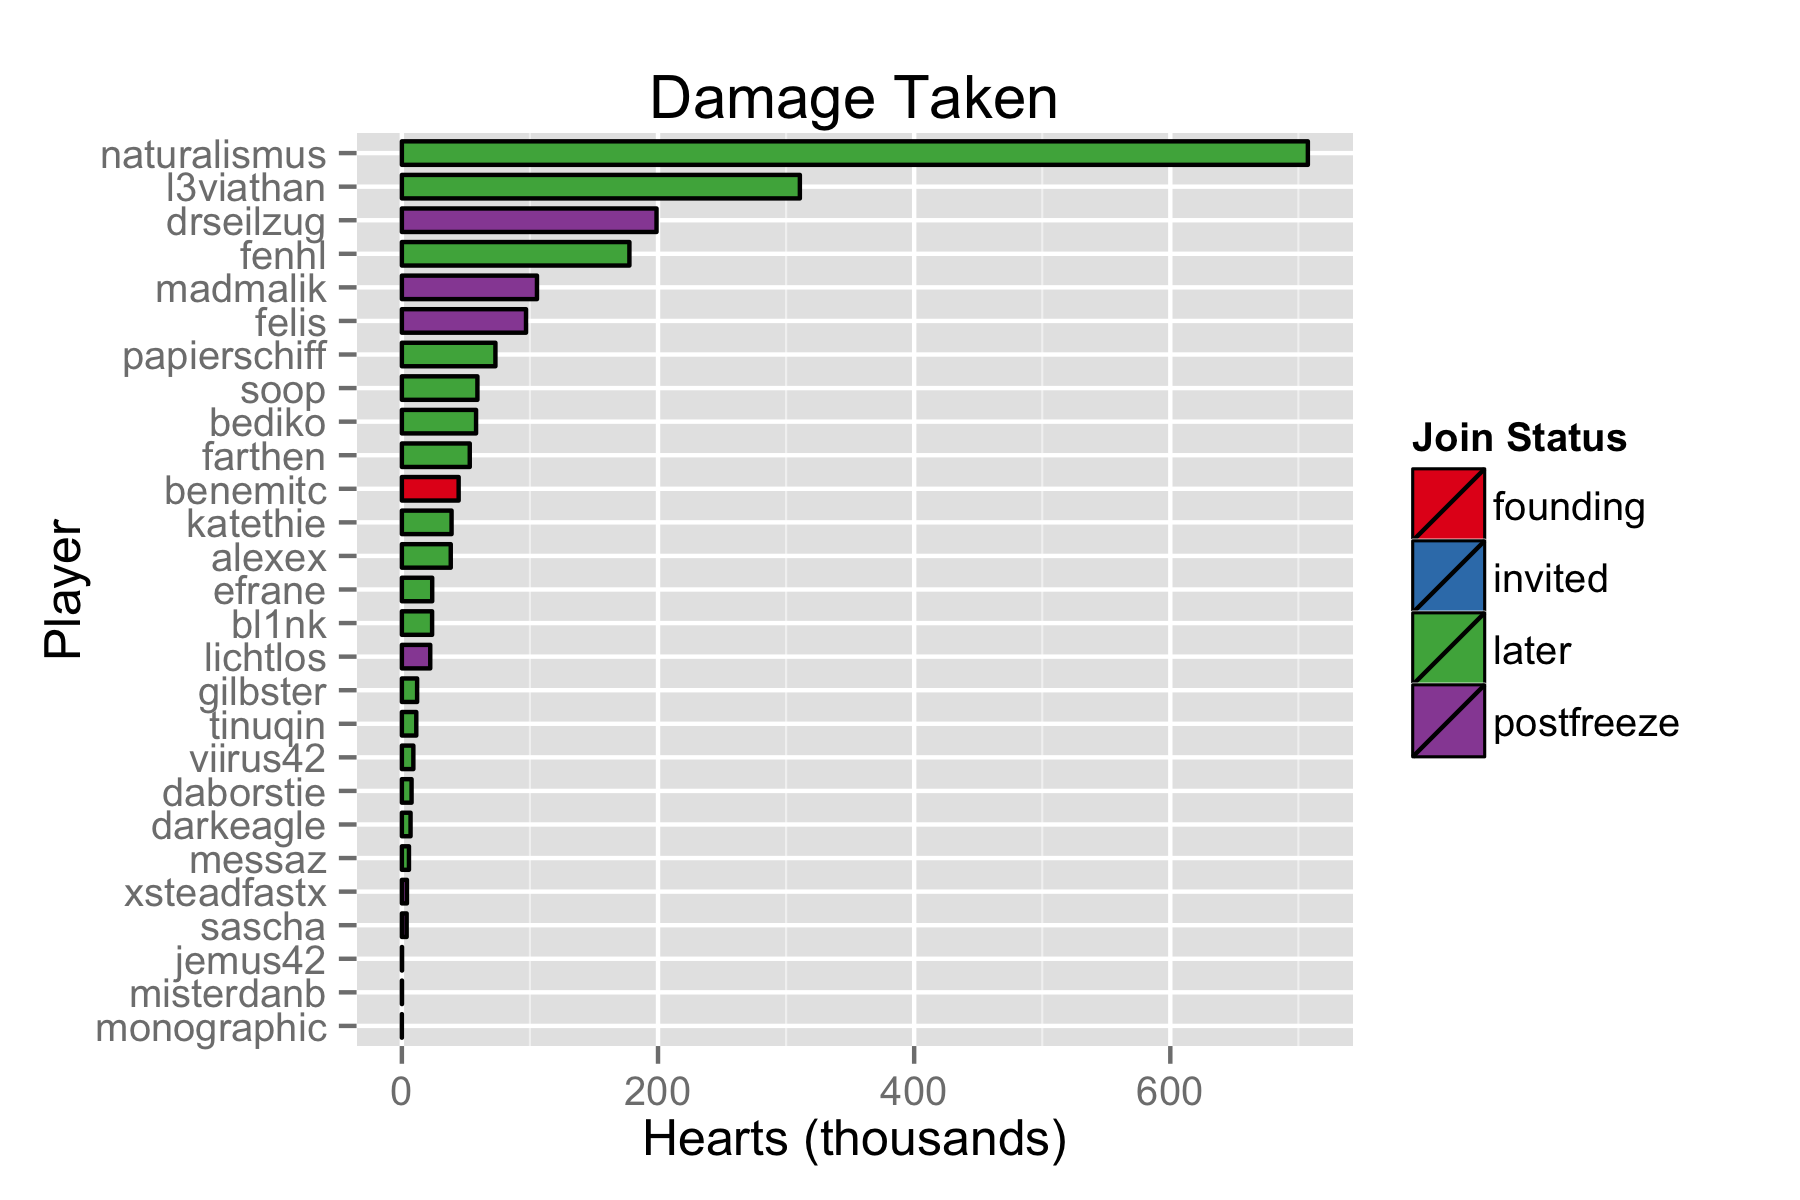 Damage Taken
Player
naturalismus
l3viathan
drseilzug
fenhl
madmalik
felis
papierschiff
soop
bediko
farthen
benemitc
katethie
alexex
efrane
bl1nk
lichtlos
gilbster
tinuqin
viirus42
daborstie
darkeagle
messaz
xsteadfastx
sascha
jemus42
misterdanb
monographic
0 200 400 600
Hearts (thousands)
Join Status
founding
invited
later
postfreeze